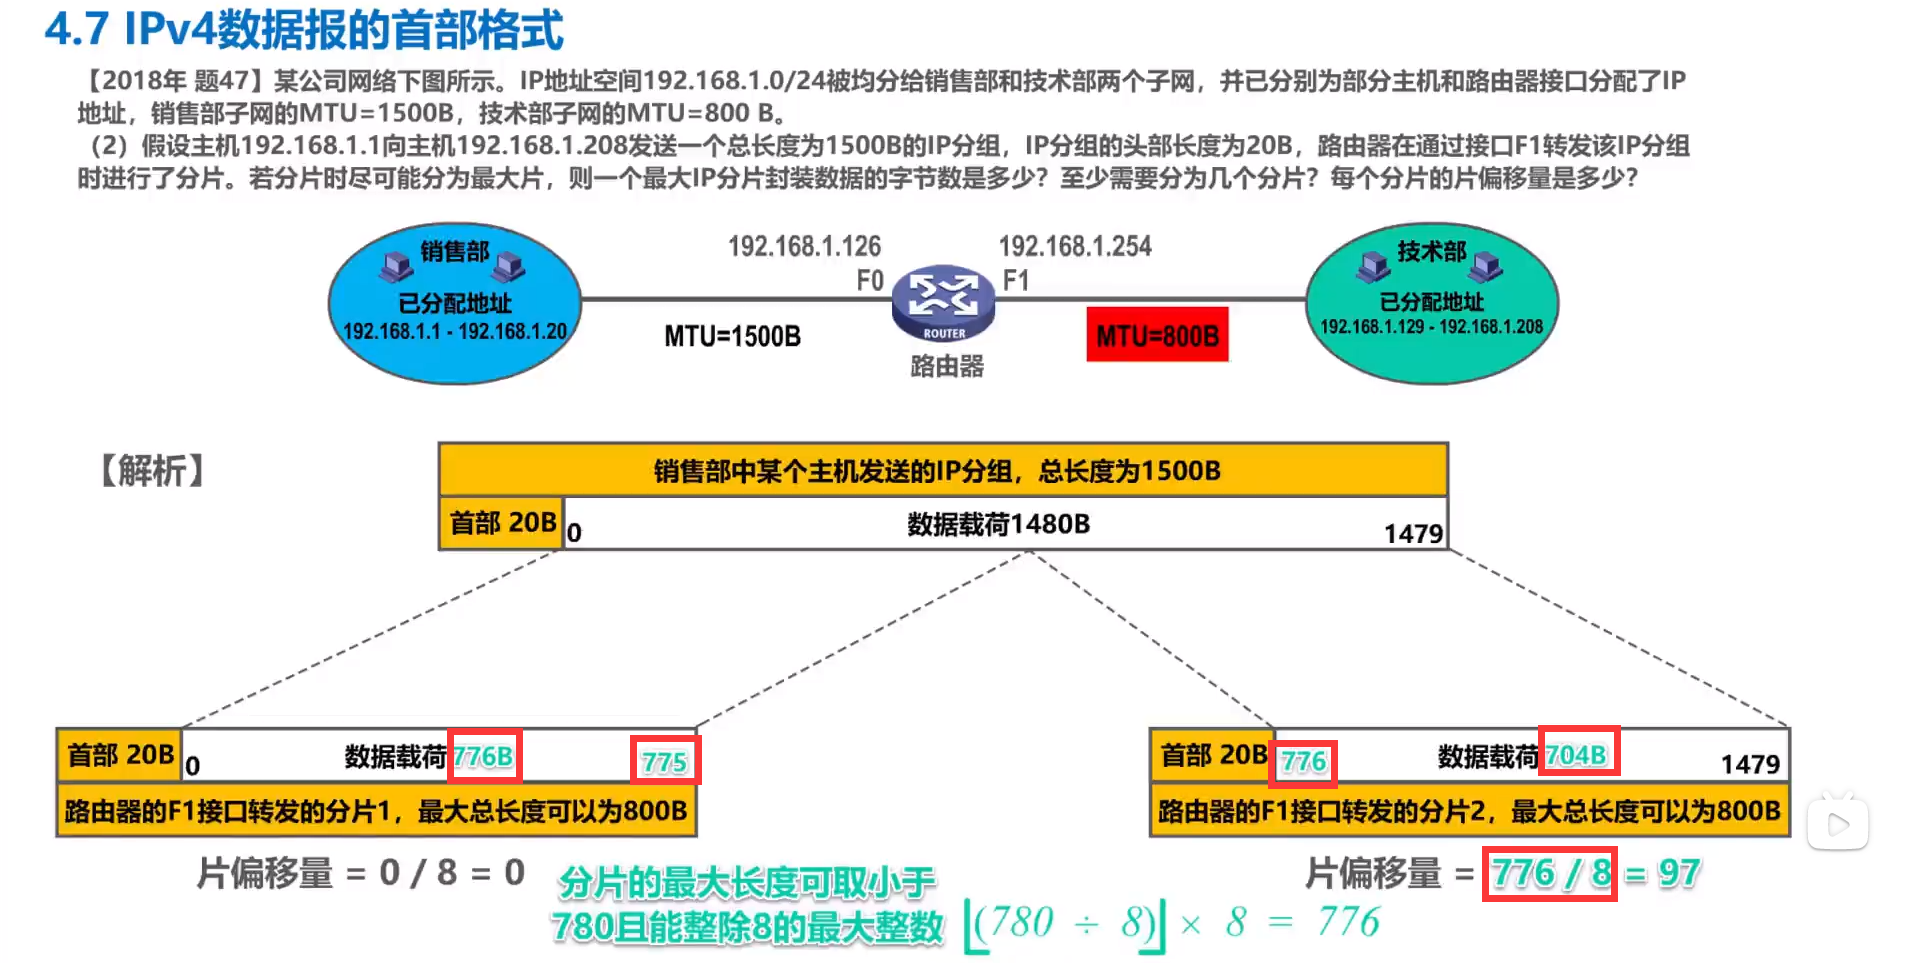 4.7 IPv4数据报的首部格式
【2018年 题47】某公司网络下图所示。IP地址空间192.168.1.0/24被均分给销售部和技术部两个子网，并已分别为部分主机和路由器接口分配了IP
地址，销售部子网的MTU=1500B，技术部子网的MTU=800 B。
（2）假设主机192.168.1.1向主机192.168.1.208发送一个总长度为1500B的IP分组，IP分组的头部长度为20B，路由器在通过接口F1转发该IP分组
时进行了分片。若分片时尽可能分为最大片，则一个最大IP分片封装数据的字节数是多少？至少需要分为几个分片？每个分片的片偏移量是多少？
销售部
已分配地址
192.168.1.1 - 192.168.1.20
192.168.1.126
F0
MTU=1500B
ROUTER
路由器
192.168.1.254
F1
MTU=800B
技术部
已分配地址
192.168.1.129 - 192.168.1.208
【解析】
销售部中某个主机发送的IP分组，总长度为1500B
首部 20B
0
数据载荷1480B
1479
首部 20B
0
数据载荷776B
775
路由器的F1接口转发的分片1，最大总长度可以为800B
片偏移量 = 0 / 8 = 0
首部 20B
776
数据载荷704B
1479
路由器的F1接口转发的分片2，最大总长度可以为800B
片偏移量 = 776 / 8 = 97
分片的最大长度可取小于
780且能整除8的最大整数
⌊(780 ÷ 8)⌋ × 8 = 776